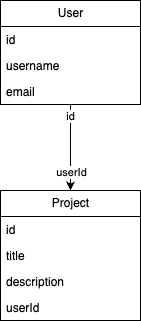 User
id
username
email
id
userId
Project
id
title
description
userId